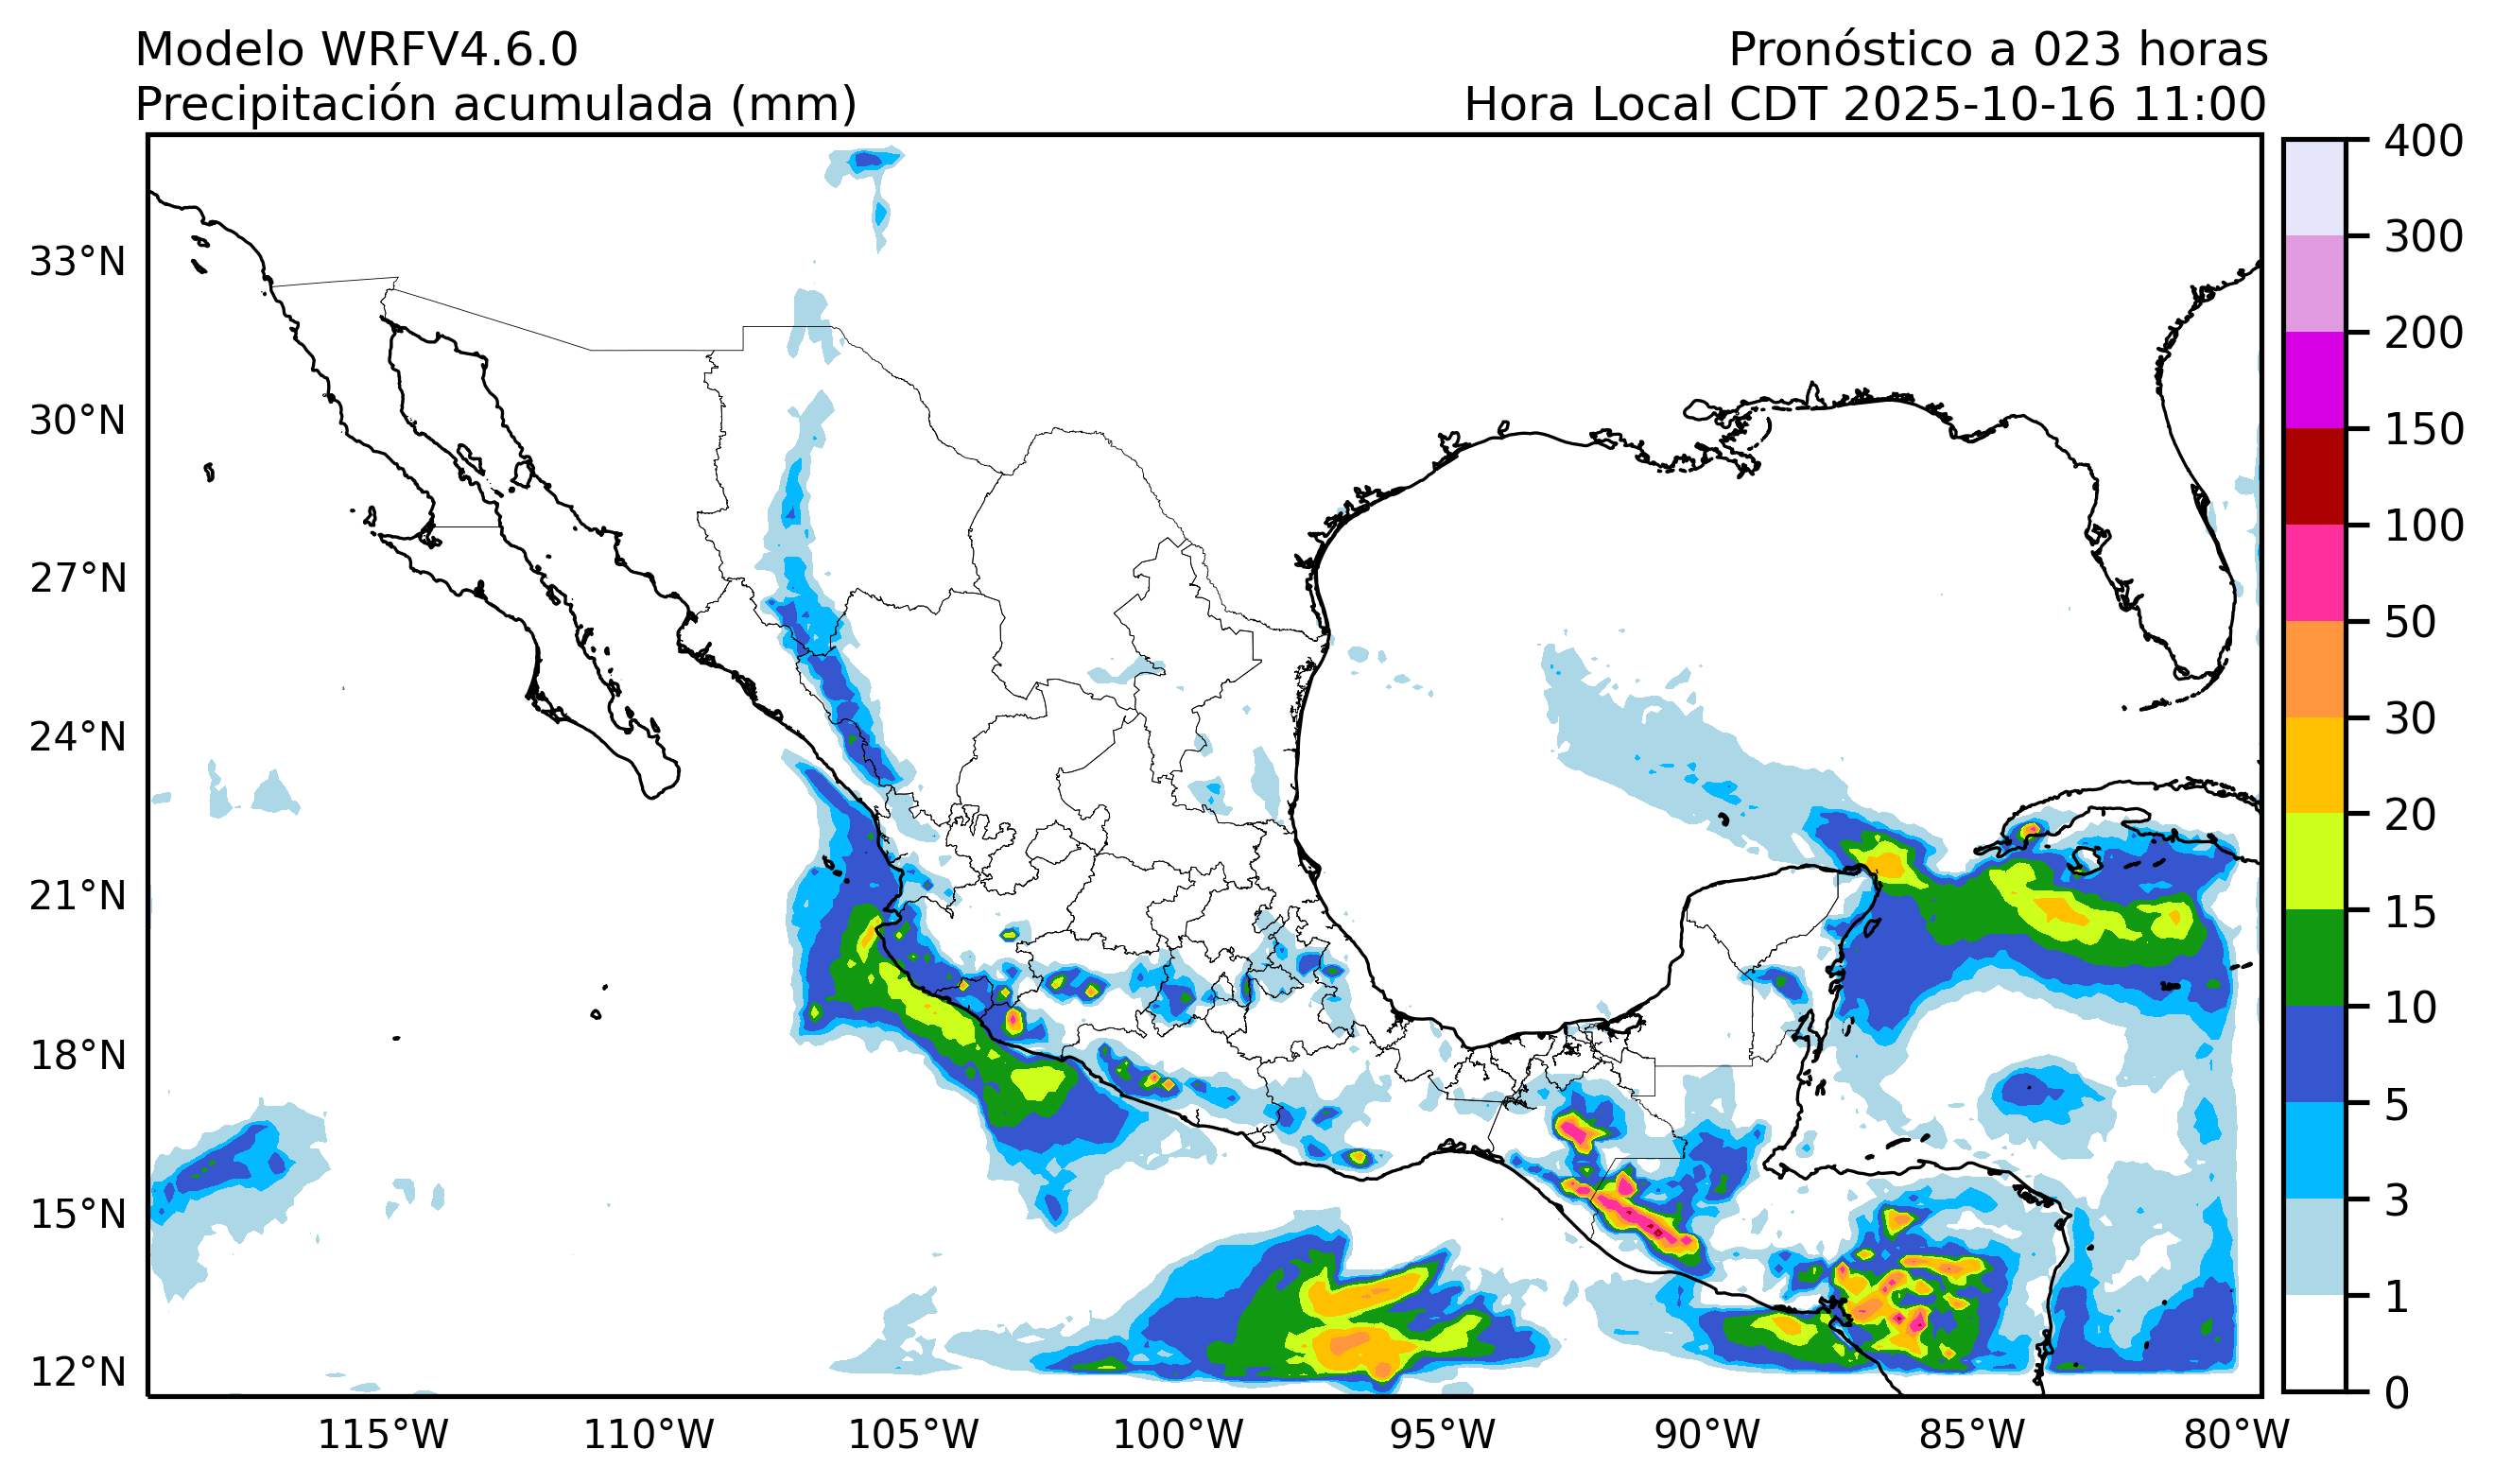 Modelo WRFV4.6.0
Pronóstico a 023 horas
Precipitación acumulada (mm)
Hora Local CDT 2025-10-16 11:00
33°N
30°N
27°N
24°N
21°N
18°N
15°N
12°N
115°W
110°W
105°W
100°W
95°W
90°W
85°W
80°W
400
300
200
150
100
50
30
20
15
10
5
3
1
0